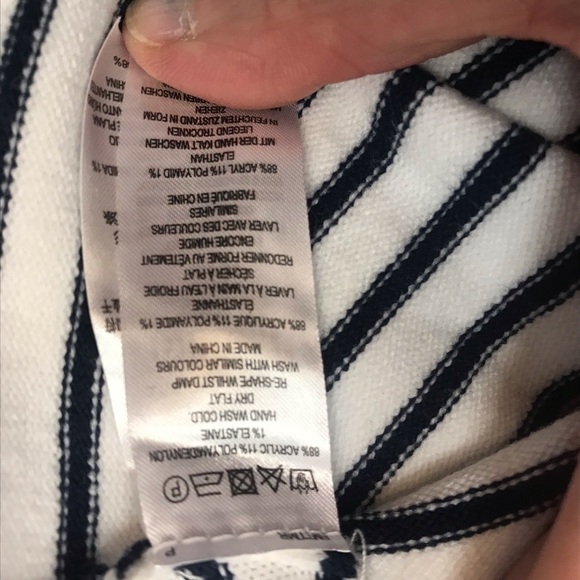 P
88% ACRYLIC 11% POLYAMIDE/NYLON
1% ELASTANE
HAND WASH COLD.
DRY FLAT
RE-SHAPE WHILST DAMP
WASH WITH SIMILAR COLOURS
MADE IN CHINA
88% ACRYLIQUE 11% POLYAMIDE 1%
ELASTHANNE
LAVER À LA MAIN À L'EAU FROIDE
SÉCHER À PLAT
REDONNER FORME AU VÊTEMENT
ENCORE HUMIDE
LAVER AVEC DES COULEURS
SIMILAIRES
FABRIQUÉ EN CHINE
88% ACRYL 11% POLYAMID 1%
ELASTHAN
MIT DER HAND KALT WASCHEN
LIEGEND TROCKNEN
IN FEUCHTEM ZUSTAND IN FORM
ZIEHEN
WASCHEN